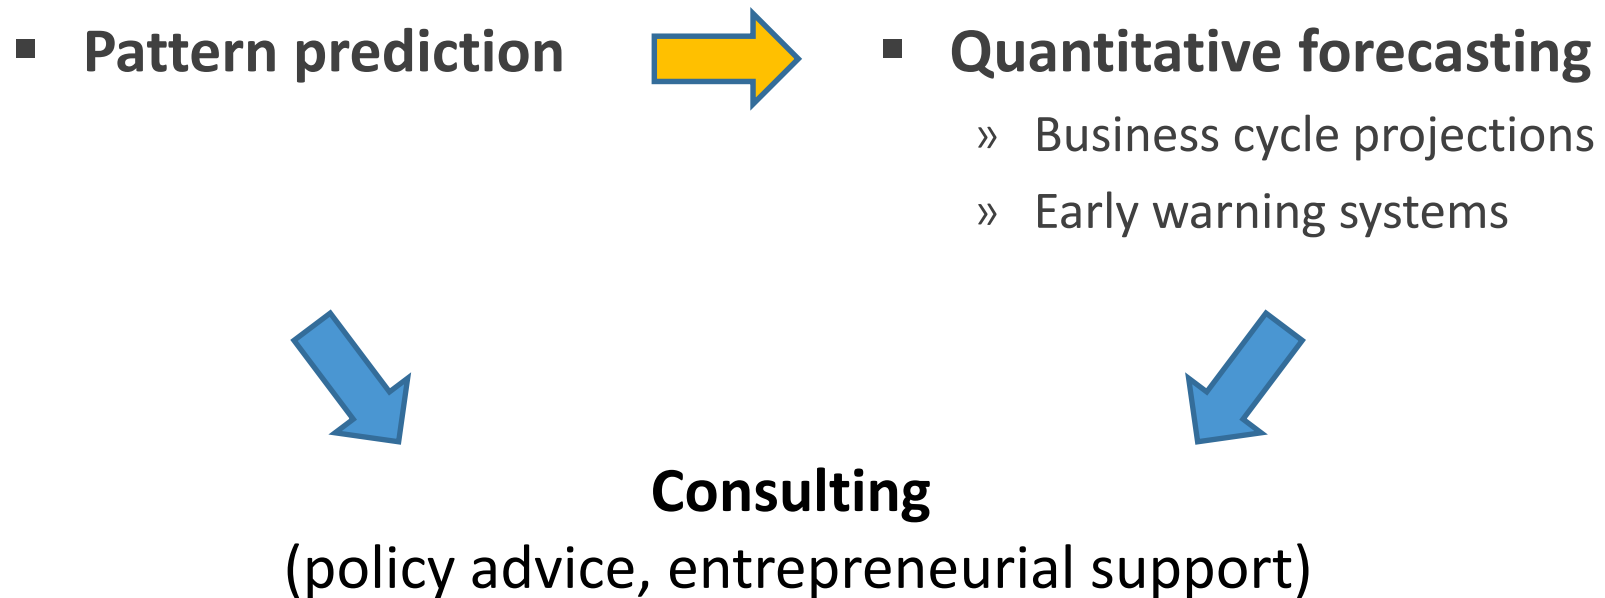 ▪ Pattern prediction
▪ Quantitative forecasting
» Business cycle projections
» Early warning systems
Consulting
(policy advice, entrepreneurial support)